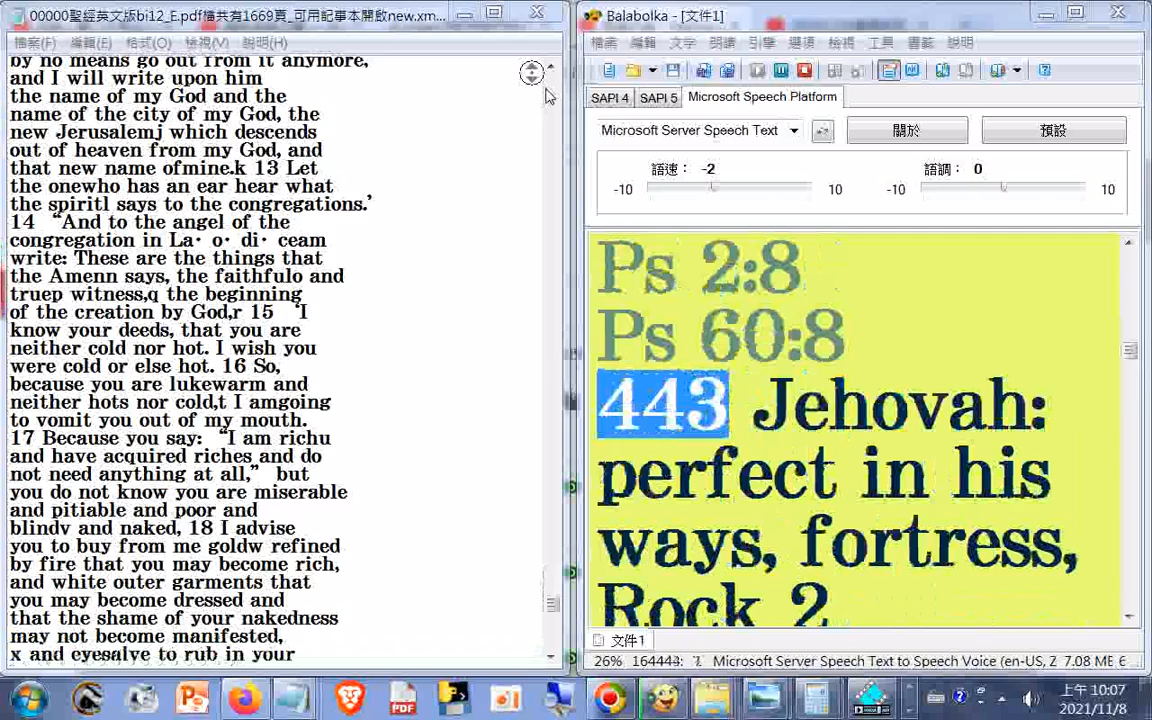 00000聖經英文版bi12_E.pdf檔共有1669頁_可用記事本開啟new.xm...
檔案(F) 編輯(E) 格式(O) 檢視(V) 說明(H)
by no means go out from it anymore,
and I will write upon him
the name of my God and the
name of the city of my God, the
new Jerusalemj which descends
out of heaven from my God, and
that new name ofmine.k 13 Let
the onewho has an ear hear what
the spiritl says to the congregations.’
14 “And to the angel of the
congregation in La· o· di· ceam
write: These are the things that
the Amenn says, the faithfulo and
truep witness,q the beginning
of the creation by God,r 15 ‘I
know your deeds, that you are
neither cold nor hot. I wish you
were cold or else hot. 16 So,
because you are lukewarm and
neither hots nor cold,t I amgoing
to vomit you out of my mouth.
17 Because you say: “I am richu
and have acquired riches and do
not need anything at all,” but
you do not know you are miserable
and pitiable and poor and
blindv and naked, 18 I advise
you to buy from me goldw refined
by fire that you may become rich,
and white outer garments that
you may become dressed and
that the shame of your nakedness
may not become manifested,
x and eyesalve to rub in your
Balabolka - [文件1]
檔案 編輯 文字 朗讀 引擎 選項 檢視 工具 書籤 說明
SAPI 4 SAPI 5 Microsoft Speech Platform
Microsoft Server Speech Text 關於 預設
語速： -2 語調： 0
-10 10 -10 10
Ps 2:8
Ps 60:8
443 Jehovah:
perfect in his
ways, fortress,
Rock 2
文件1
26% 164443: Microsoft Server Speech Text to Speech Voice (en-US, Z 7.08 MB 6
上午 10:07
2021/11/8